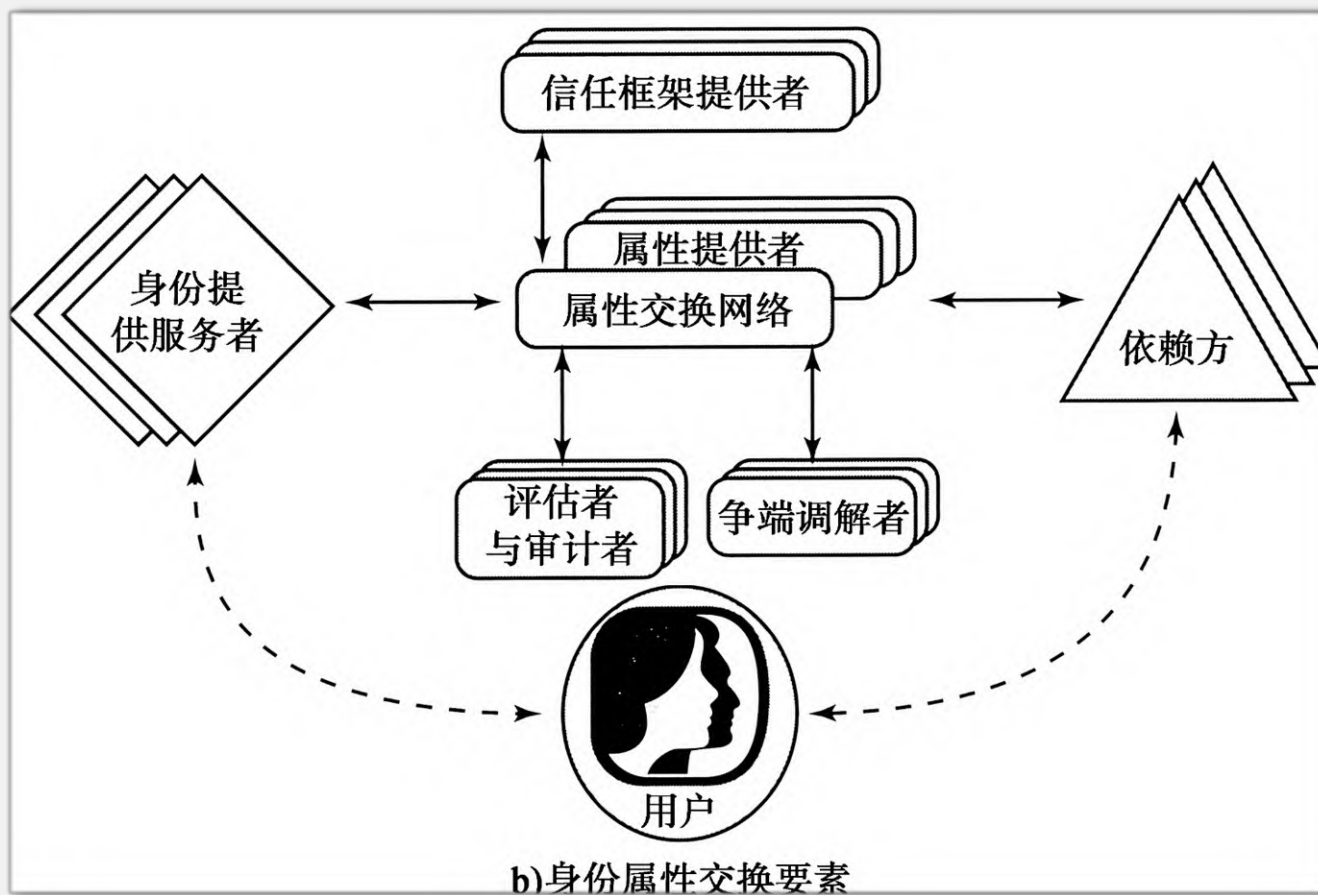 信任框架提供者
属性提供者
身份提
供服务者
属性交换网络
依赖方
评估者
与审计者
争端调解者
用户
b)身份属性交换要素